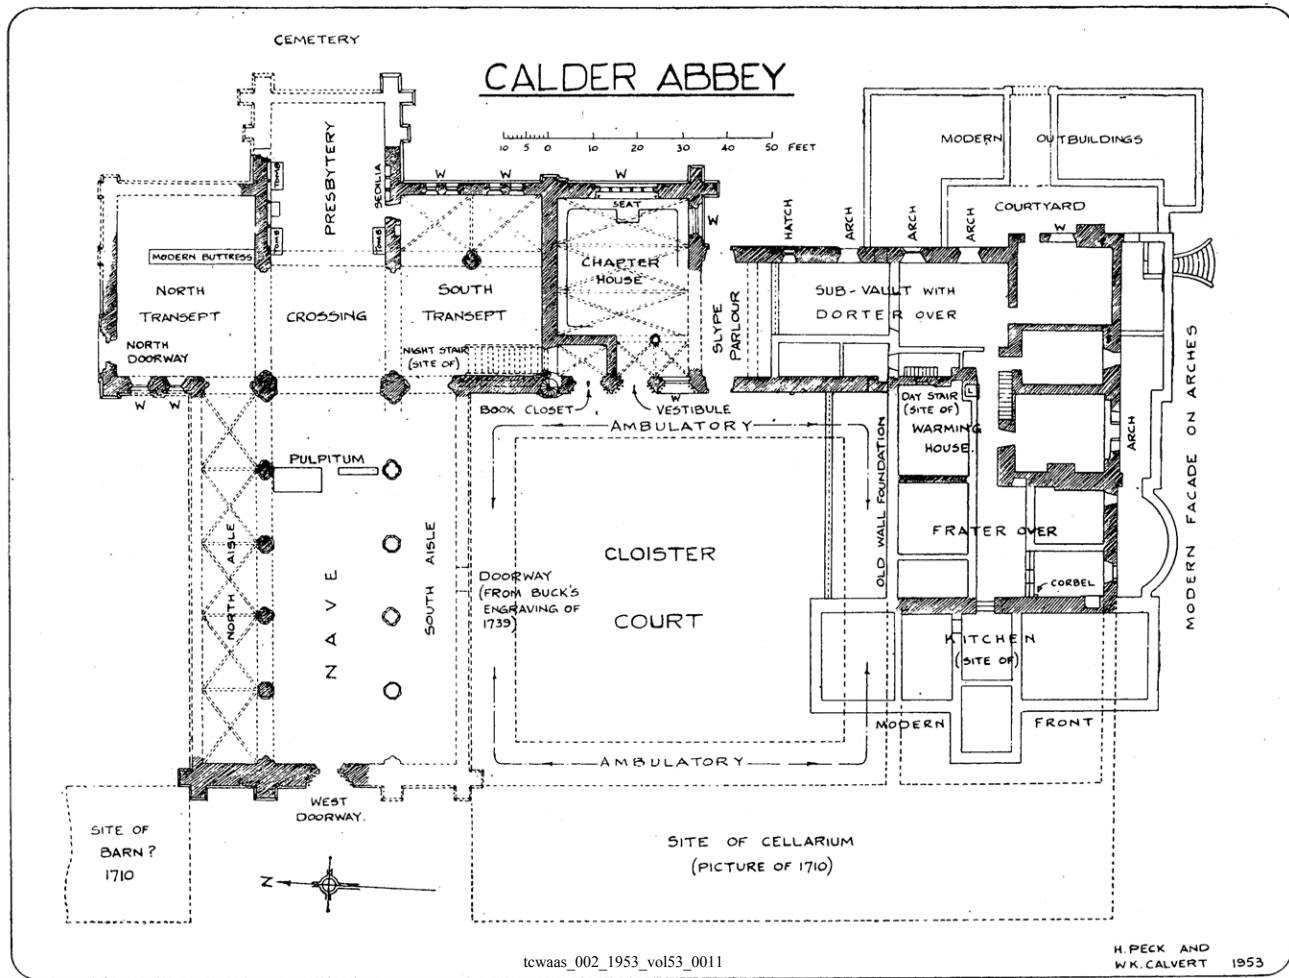 CEMETERY
CALDER ABBEY
10 5 0 10 20 30 40 50 FEET
MODERN OUTBUILDINGS
COURTYARD
PRESBYTERY
TOMB
SEDILIA
TOMB
TOMB
W
W
W
SEAT
W
HATCH
ARCH
ARCH
ARCH
W
MODERN BUTTRESS
NORTH
TRANSEPT
CROSSING
SOUTH
TRANSEPT
CHAPTER
HOUSE
SLYPE
PARLOUR
SUB-VAULT WITH
DORTER OVER
NORTH
DOORWAY
NIGHT STAIR
(SITE OF)
W
W
W
BOOK CLOSET
VESTIBULE
AMBULATORY
DAY STAIR
(SITE OF)
WARMING
HOUSE.
ARCH
MODERN FACADE ON ARCHES
PULPITUM
NORTH AISLE
NAVE
SOUTH AISLE
DOORWAY
(FROM BUCK'S
ENGRAVING OF
1739)
CLOISTER
COURT
OLD WALL FOUNDATION
FRATER OVER
CORBEL
KITCHEN
(SITE OF)
MODERN FRONT
AMBULATORY
WEST
DOORWAY.
SITE OF
BARN?
1710
SITE OF CELLARIUM
(PICTURE OF 1710)
N
H. PECK AND
W.K. CALVERT 1953
tcwaas_002_1953_vol53_0011